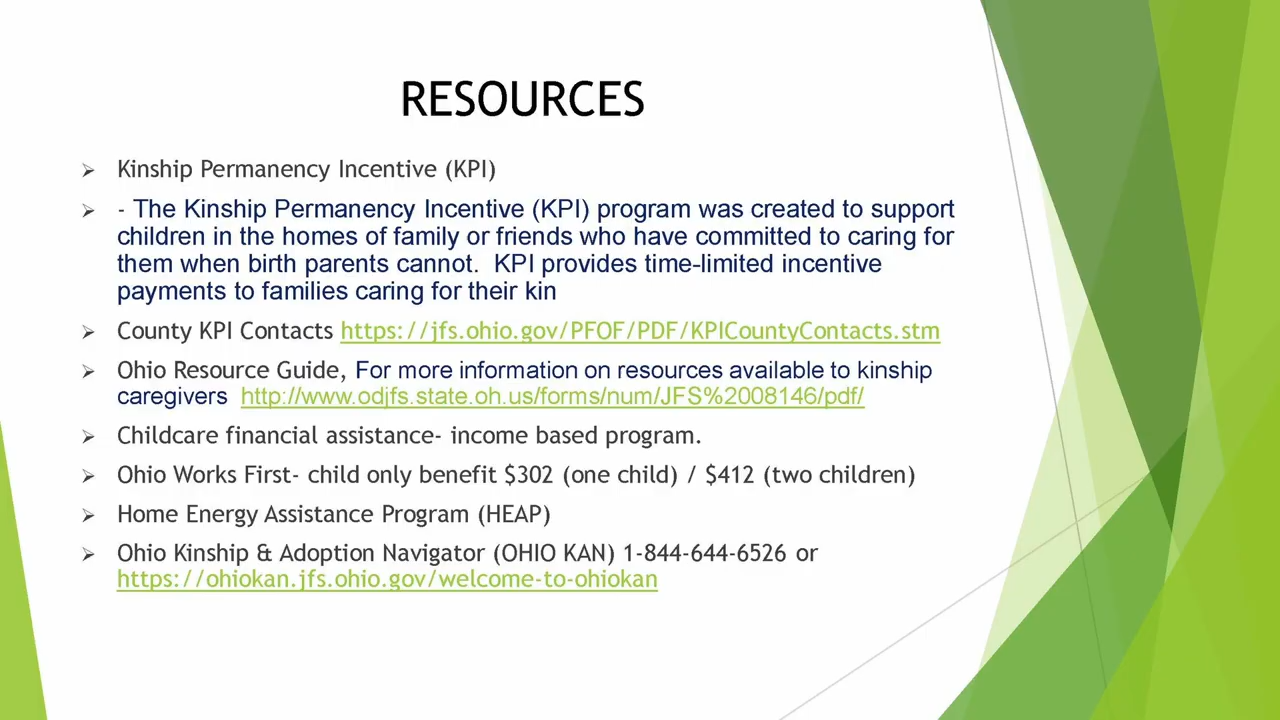 RESOURCES
Kinship Permanency Incentive (KPI)
- The Kinship Permanency Incentive (KPI) program was created to support
children in the homes of family or friends who have committed to caring for
them when birth parents cannot.  KPI provides time-limited incentive
payments to families caring for their kin
County KPI Contacts https://jfs.ohio.gov/PFOF/PDF/KPICountyContacts.stm
Ohio Resource Guide, For more information on resources available to kinship
caregivers  http://www.odjfs.state.oh.us/forms/num/JFS%2008146/pdf/
Childcare financial assistance- income based program.
Ohio Works First- child only benefit $302 (one child) / $412 (two children)
Home Energy Assistance Program (HEAP)
Ohio Kinship & Adoption Navigator (OHIO KAN) 1-844-644-6526 or
https://ohiokan.jfs.ohio.gov/welcome-to-ohiokan